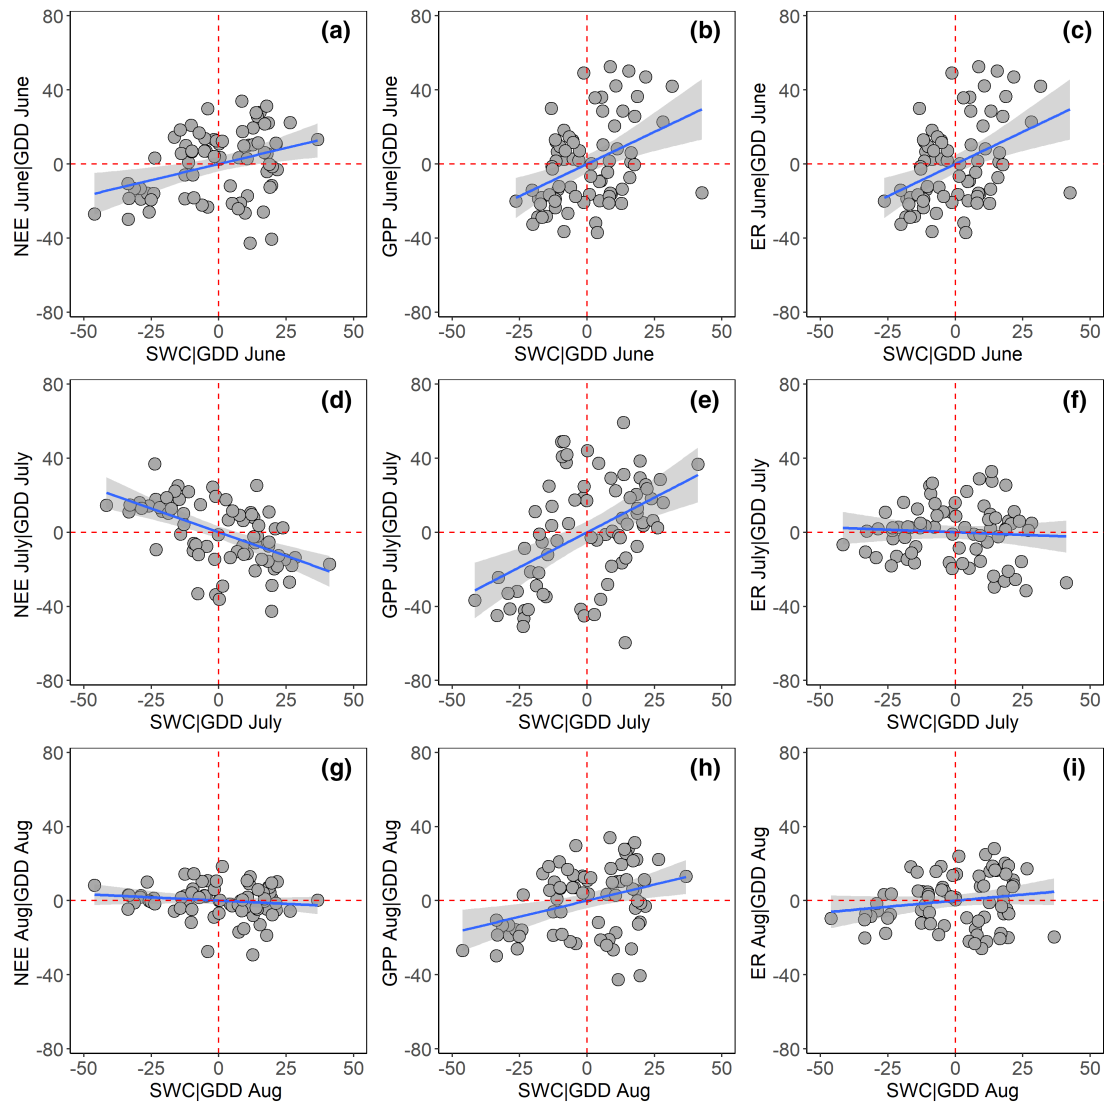 (a)
NEE June|GDD June
80
40
0
-40
-80
-50 -25 0 25 50
SWC|GDD June
(b)
GPP June|GDD June
80
40
0
-40
-80
-50 -25 0 25 50
SWC|GDD June
(c)
ER June|GDD June
80
40
0
-40
-80
-50 -25 0 25 50
SWC|GDD June
(d)
NEE July|GDD July
80
40
0
-40
-80
-50 -25 0 25 50
SWC|GDD July
(e)
GPP July|GDD July
80
40
0
-40
-80
-50 -25 0 25 50
SWC|GDD July
(f)
ER July|GDD July
80
40
0
-40
-80
-50 -25 0 25 50
SWC|GDD July
(g)
NEE Aug|GDD Aug
80
40
0
-40
-80
-50 -25 0 25 50
SWC|GDD Aug
(h)
GPP Aug|GDD Aug
80
40
0
-40
-80
-50 -25 0 25 50
SWC|GDD Aug
(i)
ER Aug|GDD Aug
80
40
0
-40
-80
-50 -25 0 25 50
SWC|GDD Aug